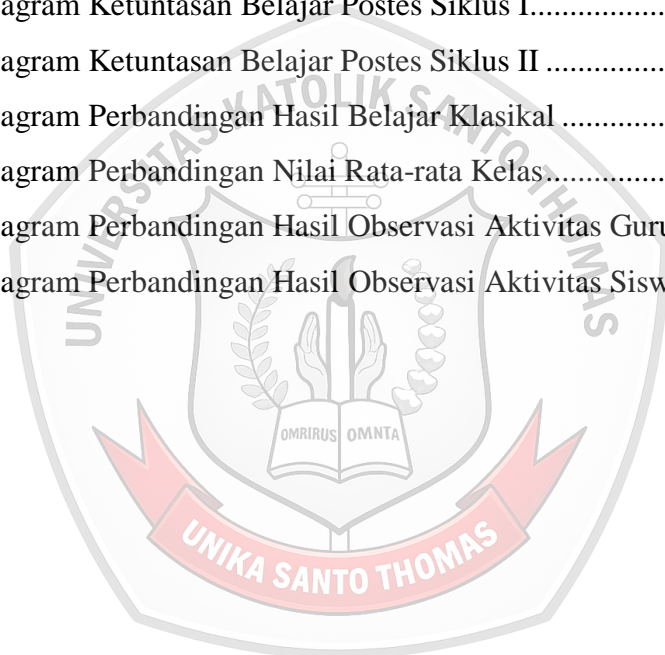 agram Ketuntasan Belajar Postes Siklus I....................
agram Ketuntasan Belajar Postes Siklus II ...............
agram Perbandingan Hasil Belajar Klasikal .............
agram Perbandingan Nilai Rata-rata Kelas...............
agram Perbandingan Hasil Observasi Aktivitas Guru
agram Perbandingan Hasil Observasi Aktivitas Sisw
UNIVERSITAS KATOLIK SANTO THOMAS
OMRIRUS OMNTA
UNIKA SANTO THOMAS